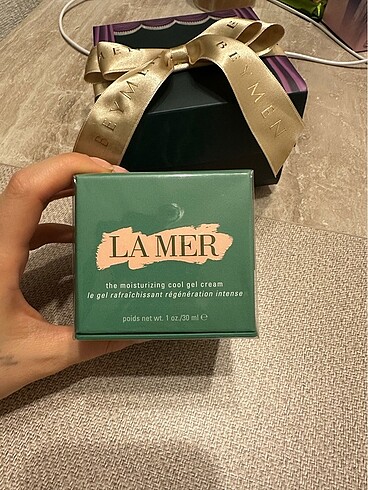 BEYMEN
BEYMEN
LA MER
the moisturizing cool gel cream
le gel rafraîchissant régénération intense
poids net wt. 1 oz./30 ml ℮